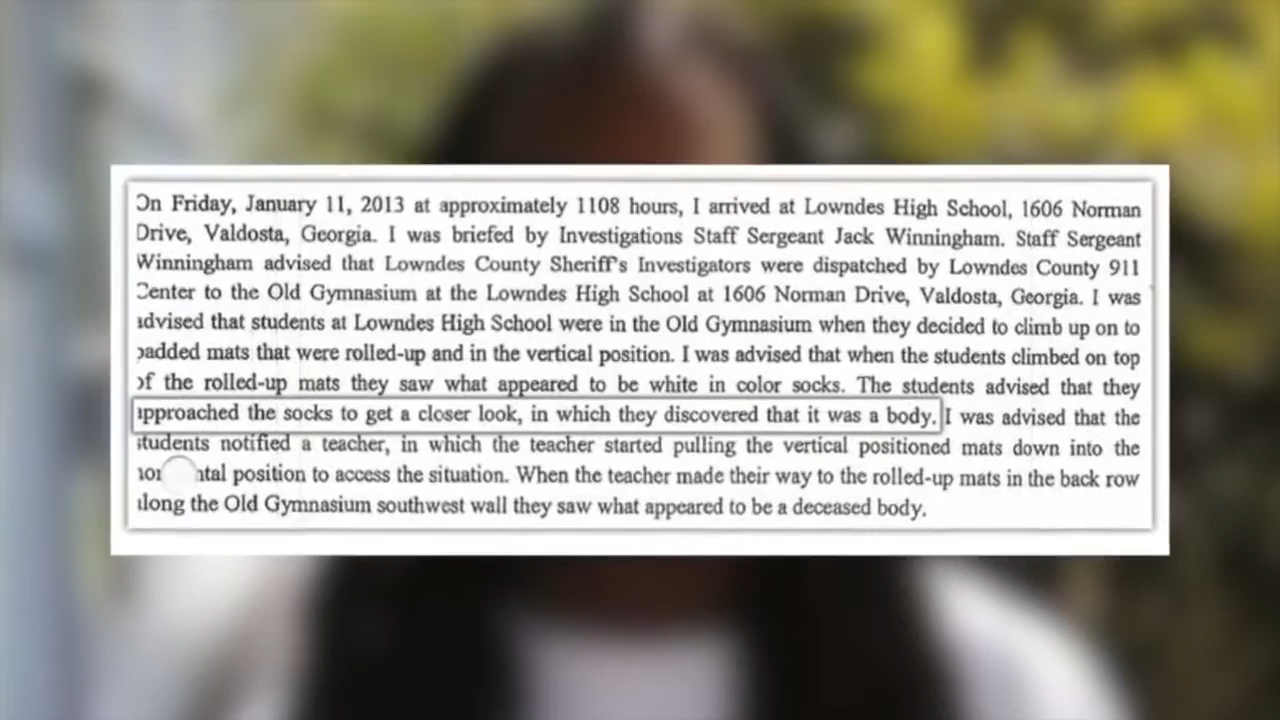 On Friday, January 11, 2013 at approximately 1108 hours, I arrived at Lowndes High School, 1606 Norman
Drive, Valdosta, Georgia. I was briefed by Investigations Staff Sergeant Jack Winningham. Staff Sergeant
Winningham advised that Lowndes County Sheriff's Investigators were dispatched by Lowndes County 911
Center to the Old Gymnasium at the Lowndes High School at 1606 Norman Drive, Valdosta, Georgia. I was
advised that students at Lowndes High School were in the Old Gymnasium when they decided to climb up on to
padded mats that were rolled-up and in the vertical position. I was advised that when the students climbed on top
of the rolled-up mats they saw what appeared to be white in color socks. The students advised that they
approached the socks to get a closer look, in which they discovered that it was a body. I was advised that the
students notified a teacher, in which the teacher started pulling the vertical positioned mats down into the
position to access the situation. When the teacher made their way to the rolled-up mats in the back row
along the Old Gymnasium southwest wall they saw what appeared to be a deceased body.